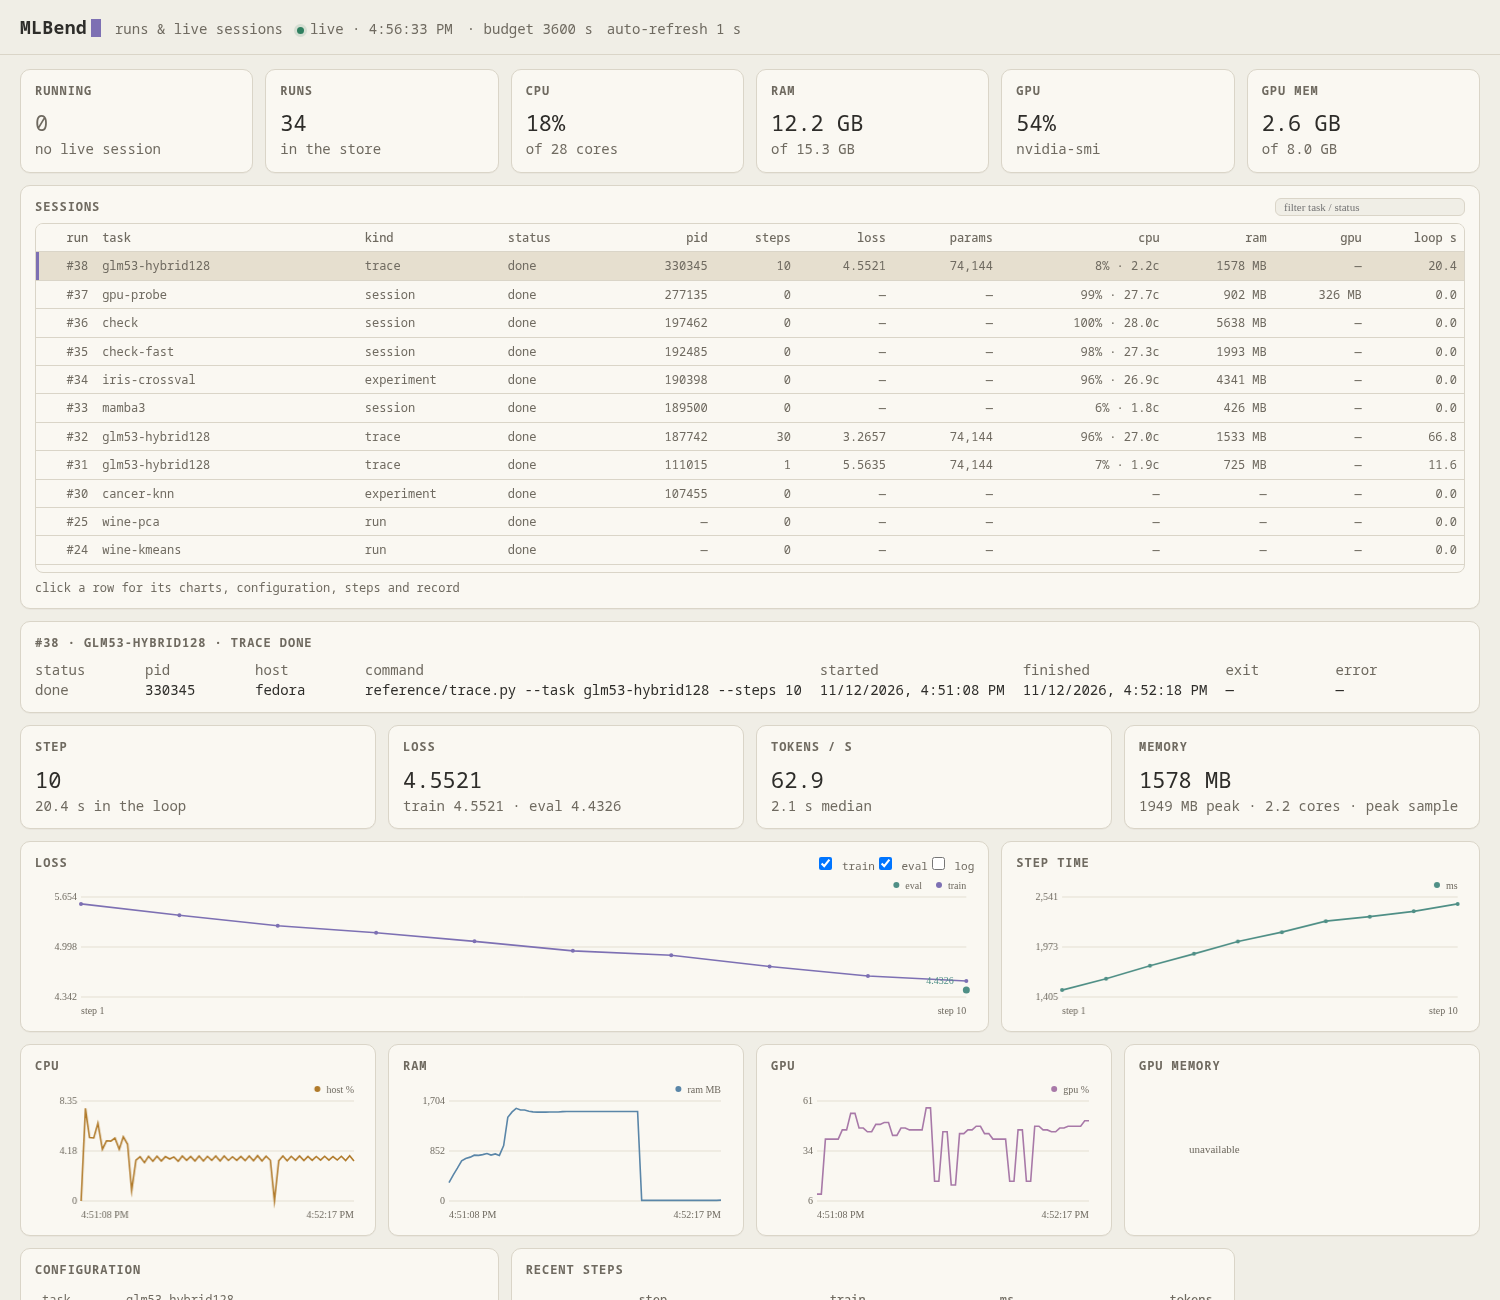 MLBend runs & live sessions live · 4:56:33 PM · budget 3600 s auto-refresh 1 s
RUNNING
0
no live session
RUNS
34
in the store
CPU
18%
of 28 cores
RAM
12.2 GB
of 15.3 GB
GPU
54%
nvidia-smi
GPU MEM
2.6 GB
of 8.0 GB
SESSIONS filter task / status
run task kind status pid steps loss params cpu ram gpu loop s
#38 glm53-hybrid128 trace done 330345 10 4.5521 74,144 8% · 2.2c 1578 MB — 20.4
#37 gpu-probe session done 277135 0 — — 99% · 27.7c 902 MB 326 MB 0.0
#36 check session done 197462 0 — — 100% · 28.0c 5638 MB — 0.0
#35 check-fast session done 192485 0 — — 98% · 27.3c 1993 MB — 0.0
#34 iris-crossval experiment done 190398 0 — — 96% · 26.9c 4341 MB — 0.0
#33 mamba3 session done 189500 0 — — 6% · 1.8c 426 MB — 0.0
#32 glm53-hybrid128 trace done 187742 30 3.2657 74,144 96% · 27.0c 1533 MB — 66.8
#31 glm53-hybrid128 trace done 111015 1 5.5635 74,144 7% · 1.9c 725 MB — 11.6
#30 cancer-knn experiment done 107455 0 — — — — — 0.0
#25 wine-pca run done — 0 — — — — — 0.0
#24 wine-kmeans run done — 0 — — — — — 0.0
click a row for its charts, configuration, steps and record
#38 · GLM53-HYBRID128 · TRACE DONE
status pid host command started finished exit error
done 330345 fedora reference/trace.py --task glm53-hybrid128 --steps 10 11/12/2026, 4:51:08 PM 11/12/2026, 4:52:18 PM — —
STEP
10
20.4 s in the loop
LOSS
4.5521
train 4.5521 · eval 4.4326
TOKENS / S
62.9
2.1 s median
MEMORY
1578 MB
1949 MB peak · 2.2 cores · peak sample
LOSS train eval log
eval train
5.654
4.998
4.342
4.4326
step 1 step 10
STEP TIME
ms
2,541
1,973
1,405
step 1 step 10
CPU
host %
8.35
4.18
0
4:51:08 PM 4:52:17 PM
RAM
ram MB
1,704
852
0
4:51:08 PM 4:52:17 PM
GPU
gpu %
61
34
6
4:51:08 PM 4:52:17 PM
GPU MEMORY
unavailable
CONFIGURATION
task glm53-hybrid128
RECENT STEPS
step train ms tokens